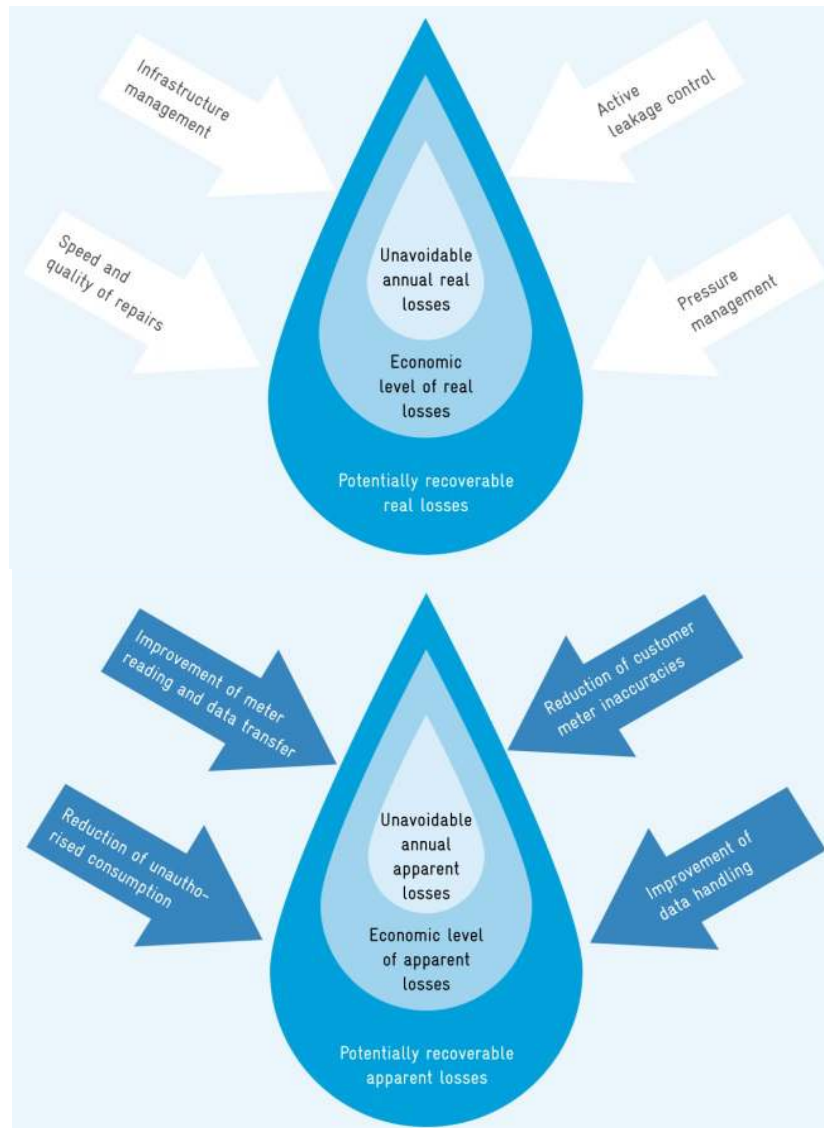 Infrastructure
management
Active
leakage control
Speed and
quality of repairs
Pressure
management
Unavoidable
annual real
losses
Economic
level of real
losses
Potentially recoverable
real losses
Improvement of meter
reading and data transfer
Reduction of customer
meter inaccuracies
Reduction of unautho-
rised consumption
Improvement of
data handling
Unavoidable
annual
apparent
losses
Economic level
of apparent
losses
Potentially recoverable
apparent losses